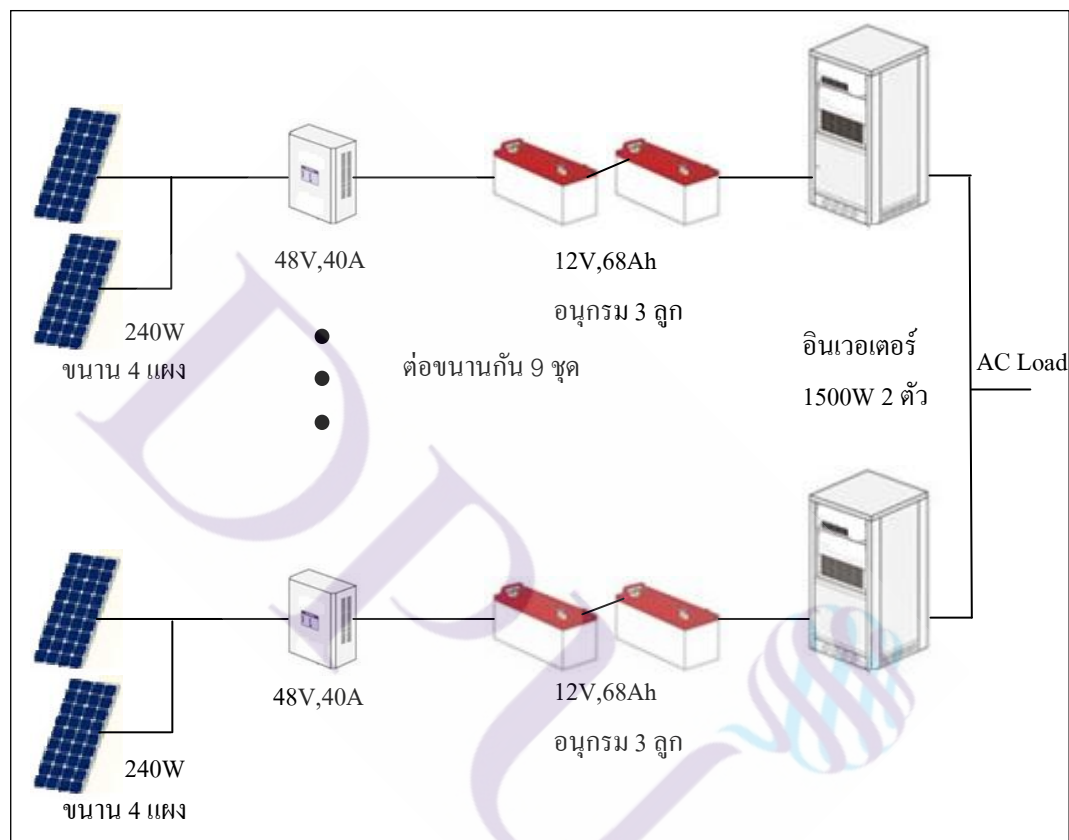 48V,40A
12V,68Ah
อนุกรม 3 ลูก
240W
ขนาน 4 แผง
ต่อขนานกัน 9 ชุด
อินเวอเตอร์
1500W 2 ตัว
AC Load
48V,40A
12V,68Ah
อนุกรม 3 ลูก
240W
ขนาน 4 แผง
DPU